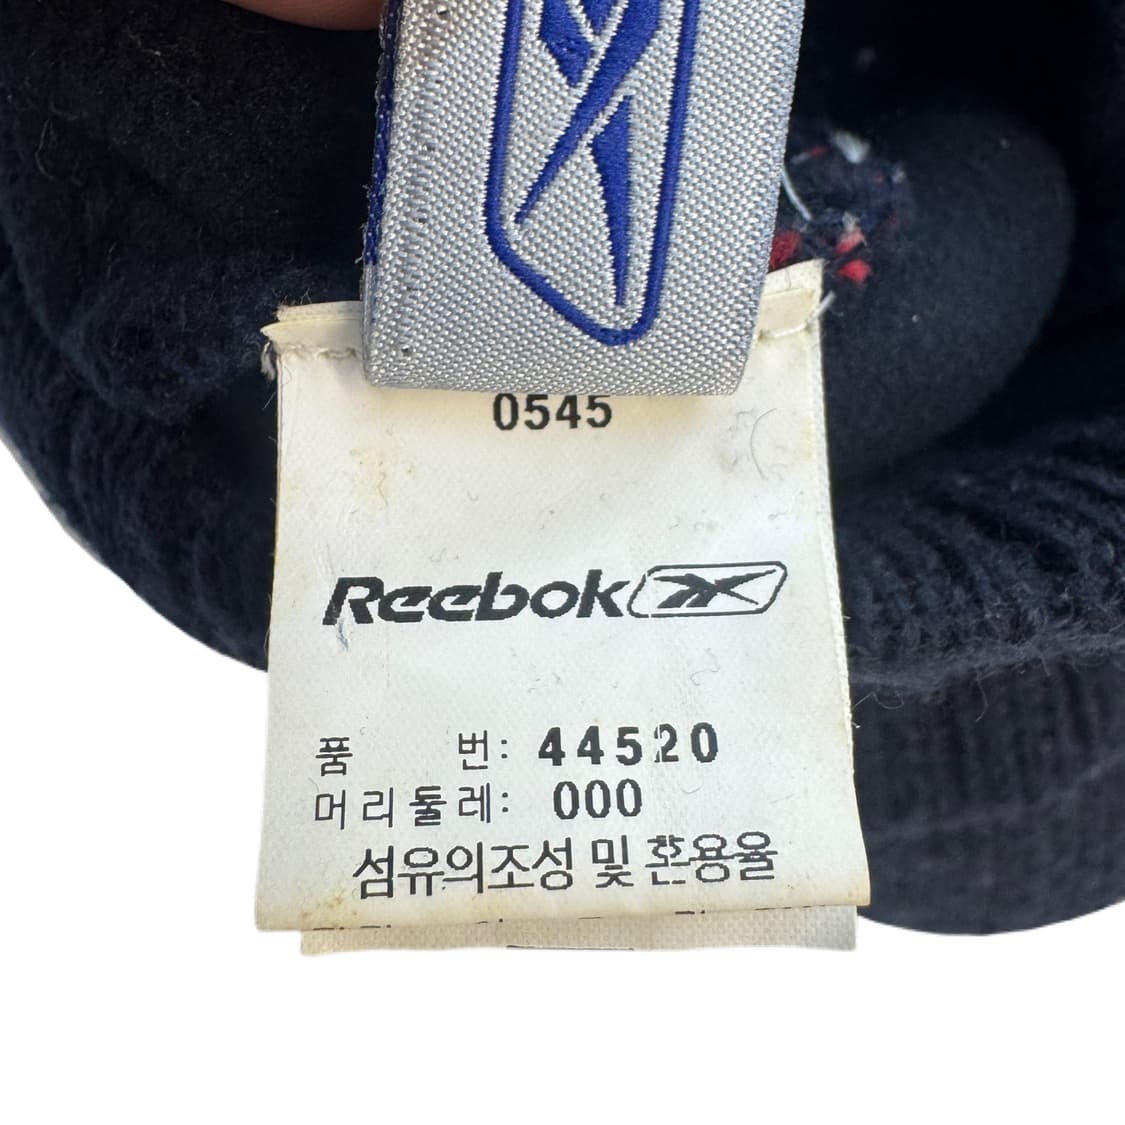 0545
Reebok
품 번: 44520
머리둘레: 000
섬유의조성 및 혼용율